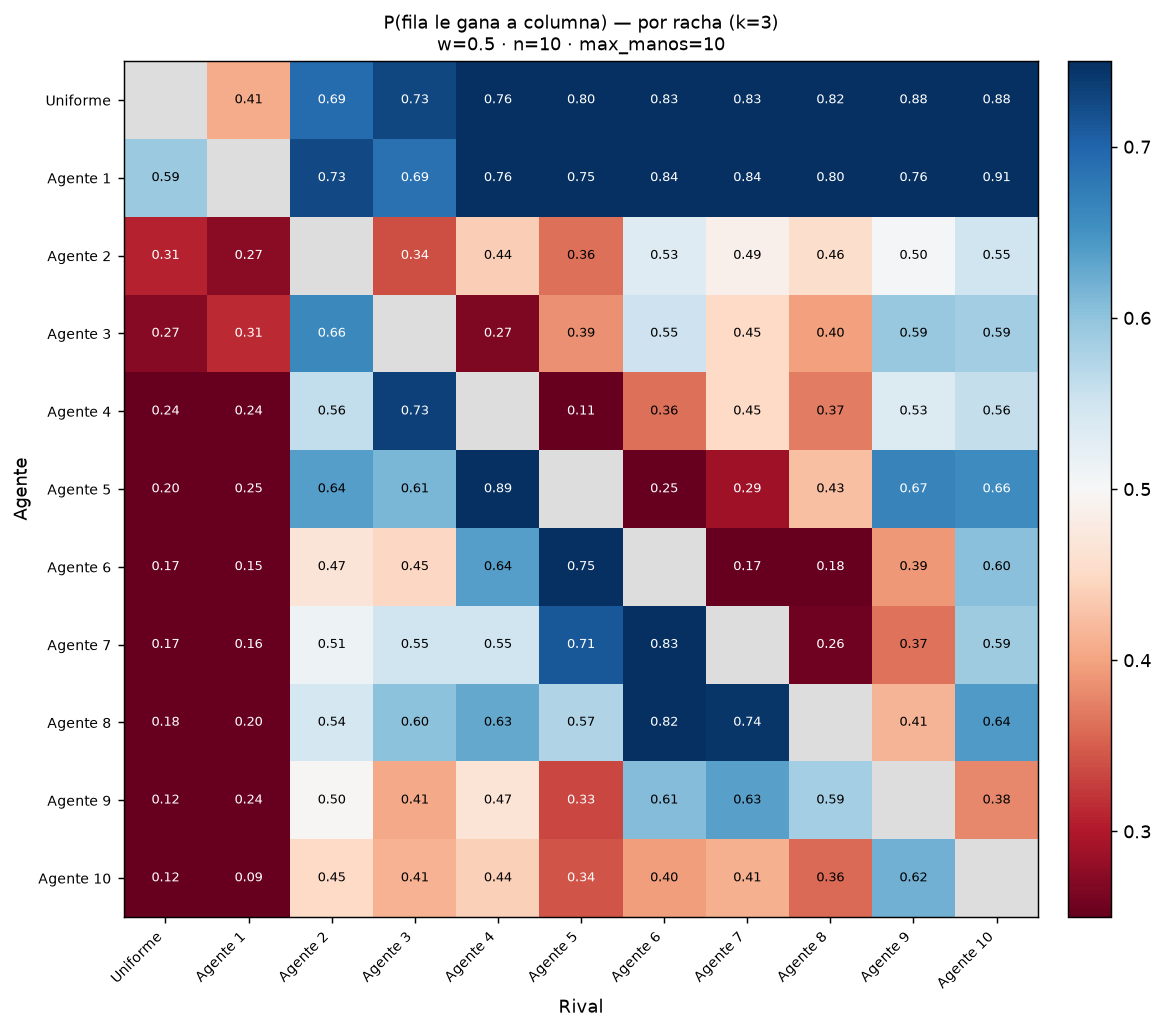 P(fila le gana a columna) — por racha (k=3)
w=0.5 · n=10 · max_manos=10
Uniforme 0.41 0.69 0.73 0.76 0.80 0.83 0.83 0.82 0.88 0.88
Agente 1 0.59 0.73 0.69 0.76 0.75 0.84 0.84 0.80 0.76 0.91
Agente 2 0.31 0.27 0.34 0.44 0.36 0.53 0.49 0.46 0.50 0.55
Agente 3 0.27 0.31 0.66 0.27 0.39 0.55 0.45 0.40 0.59 0.59
Agente 4 0.24 0.24 0.56 0.73 0.11 0.36 0.45 0.37 0.53 0.56
Agente 5 0.20 0.25 0.64 0.61 0.89 0.25 0.29 0.43 0.67 0.66
Agente 6 0.17 0.15 0.47 0.45 0.64 0.75 0.17 0.18 0.39 0.60
Agente 7 0.17 0.16 0.51 0.55 0.55 0.71 0.83 0.26 0.37 0.59
Agente 8 0.18 0.20 0.54 0.60 0.63 0.57 0.82 0.74 0.41 0.64
Agente 9 0.12 0.24 0.50 0.41 0.47 0.33 0.61 0.63 0.59 0.38
Agente 10 0.12 0.09 0.45 0.41 0.44 0.34 0.40 0.41 0.36 0.62
Uniforme Agente 1 Agente 2 Agente 3 Agente 4 Agente 5 Agente 6 Agente 7 Agente 8 Agente 9 Agente 10
Rival
Agente
0.7
0.6
0.5
0.4
0.3